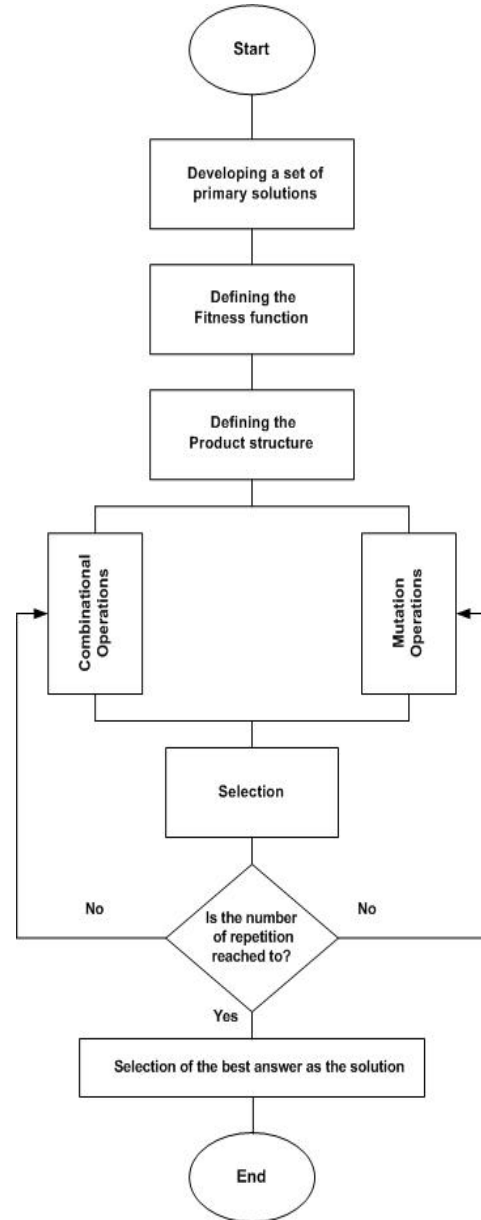 Start
Developing a set of
primary solutions
Defining the
Fitness function
Defining the
Product structure
Combinational
Operations
Mutation
Operations
Selection
No
Is the number
of repetition
reached to?
No
Yes
Selection of the best answer as the solution
End